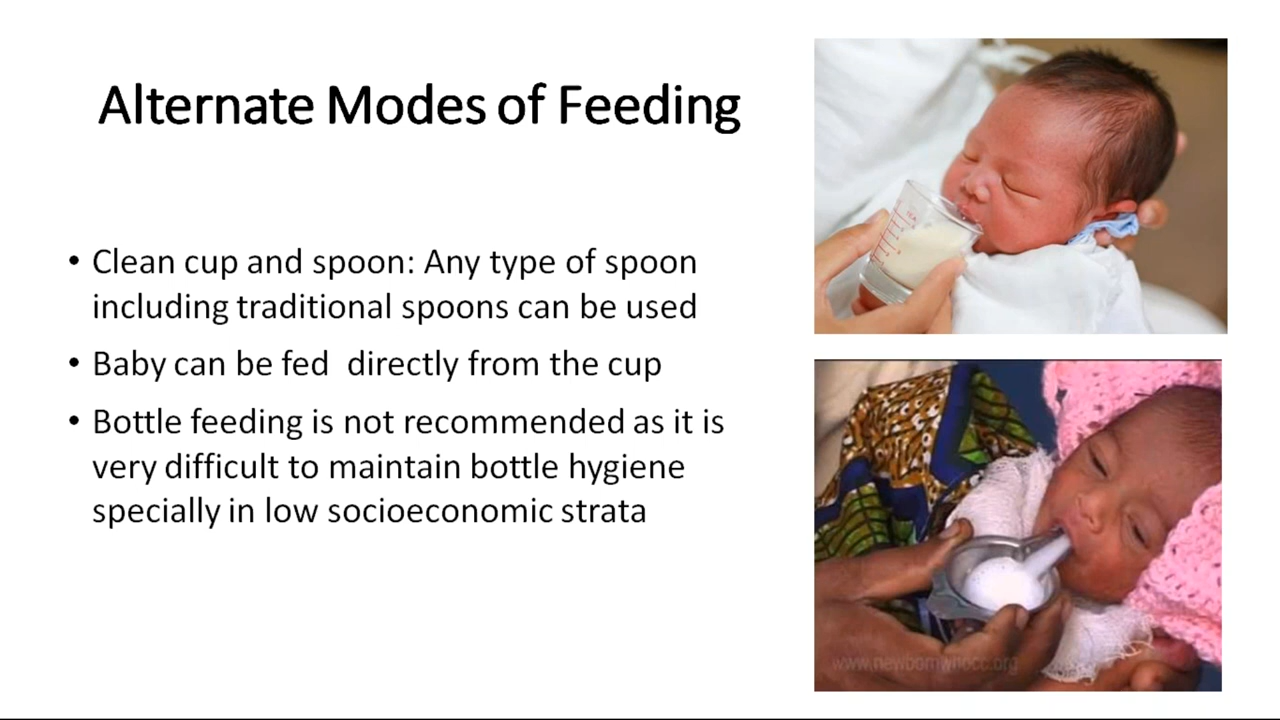 Alternate Modes of Feeding
• Clean cup and spoon: Any type of spoon
including traditional spoons can be used
• Baby can be fed  directly from the cup
• Bottle feeding is not recommended as it is
very difficult to maintain bottle hygiene
specially in low socioeconomic strata
www.newbornwhocc.org